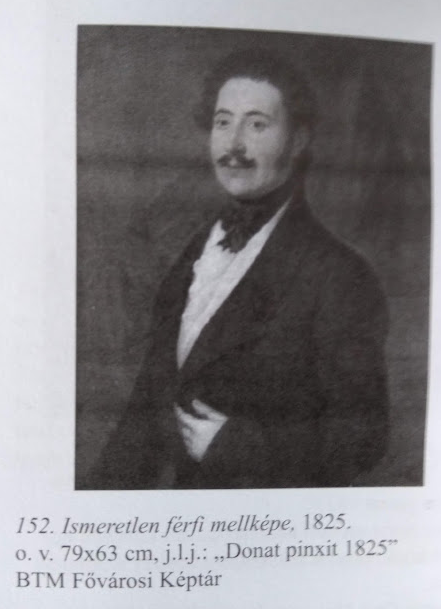 152. Ismeretlen férfi mellképe, 1825.
o. v. 79x63 cm, j.l.j.: „Donat pinxit 1825”
BTM Fővárosi Képtár